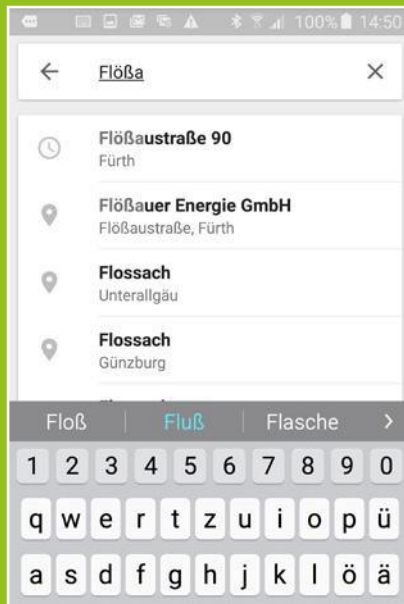 100% 14:50
Flößa
Flößaustraße 90
Fürth
Flößauer Energie GmbH
Flößaustraße, Fürth
Flossach
Unterallgäu
Flossach
Günzburg
Floß Fluß Flasche >
1 2 3 4 5 6 7 8 9 0
q w e r t z u i o p ü
a s d f g h j k l ö ä